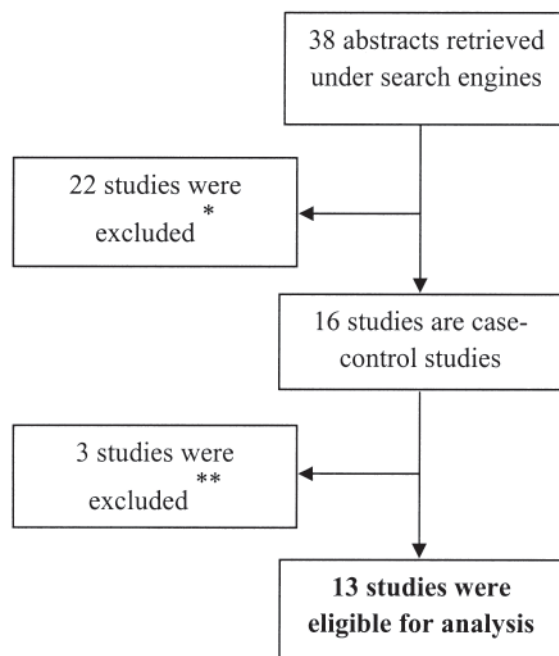 38 abstracts retrieved
under search engines
22 studies were
excluded *
16 studies are case-
control studies
3 studies were
excluded **
13 studies were
eligible for analysis